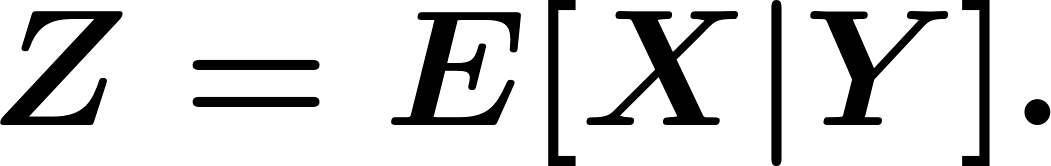 Z = E[X|Y].